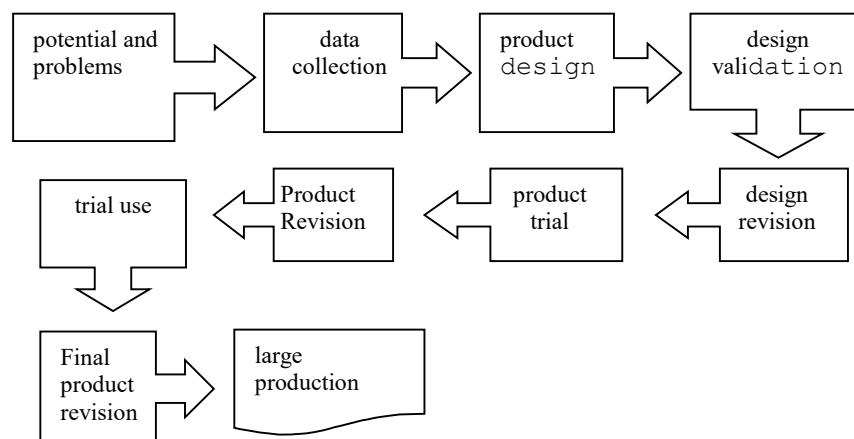 potential and
problems
data
collection
product
design
design
validation
design
revision
product
trial
Product
Revision
trial use
Final
product
revision
large
production